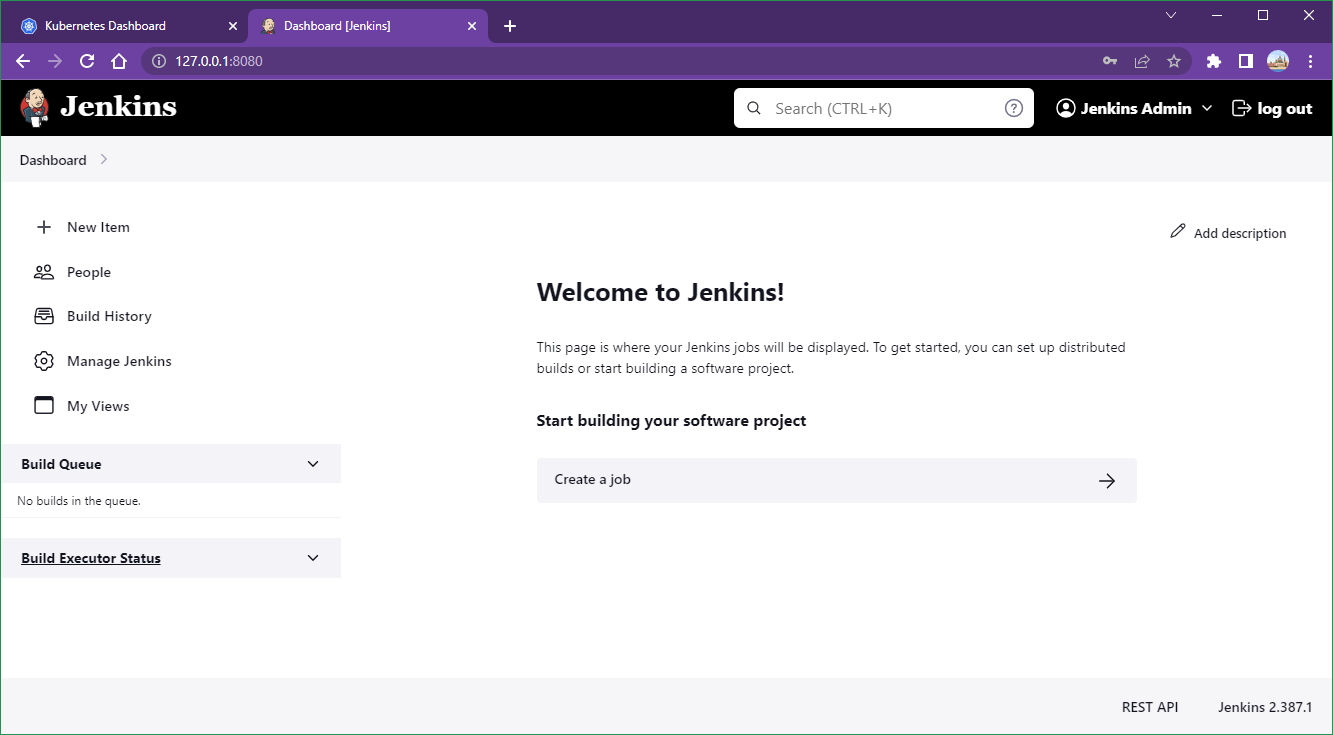 Kubernetes Dashboard
Dashboard [Jenkins]
127.0.0.1:8080
Jenkins
Search (CTRL+K)
Jenkins Admin
log out
Dashboard
New Item
Add description
People
Welcome to Jenkins!
Build History
This page is where your Jenkins jobs will be displayed. To get started, you can set up distributed
builds or start building a software project.
Manage Jenkins
My Views
Start building your software project
Build Queue
Create a job
No builds in the queue.
Build Executor Status
REST API
Jenkins 2.387.1